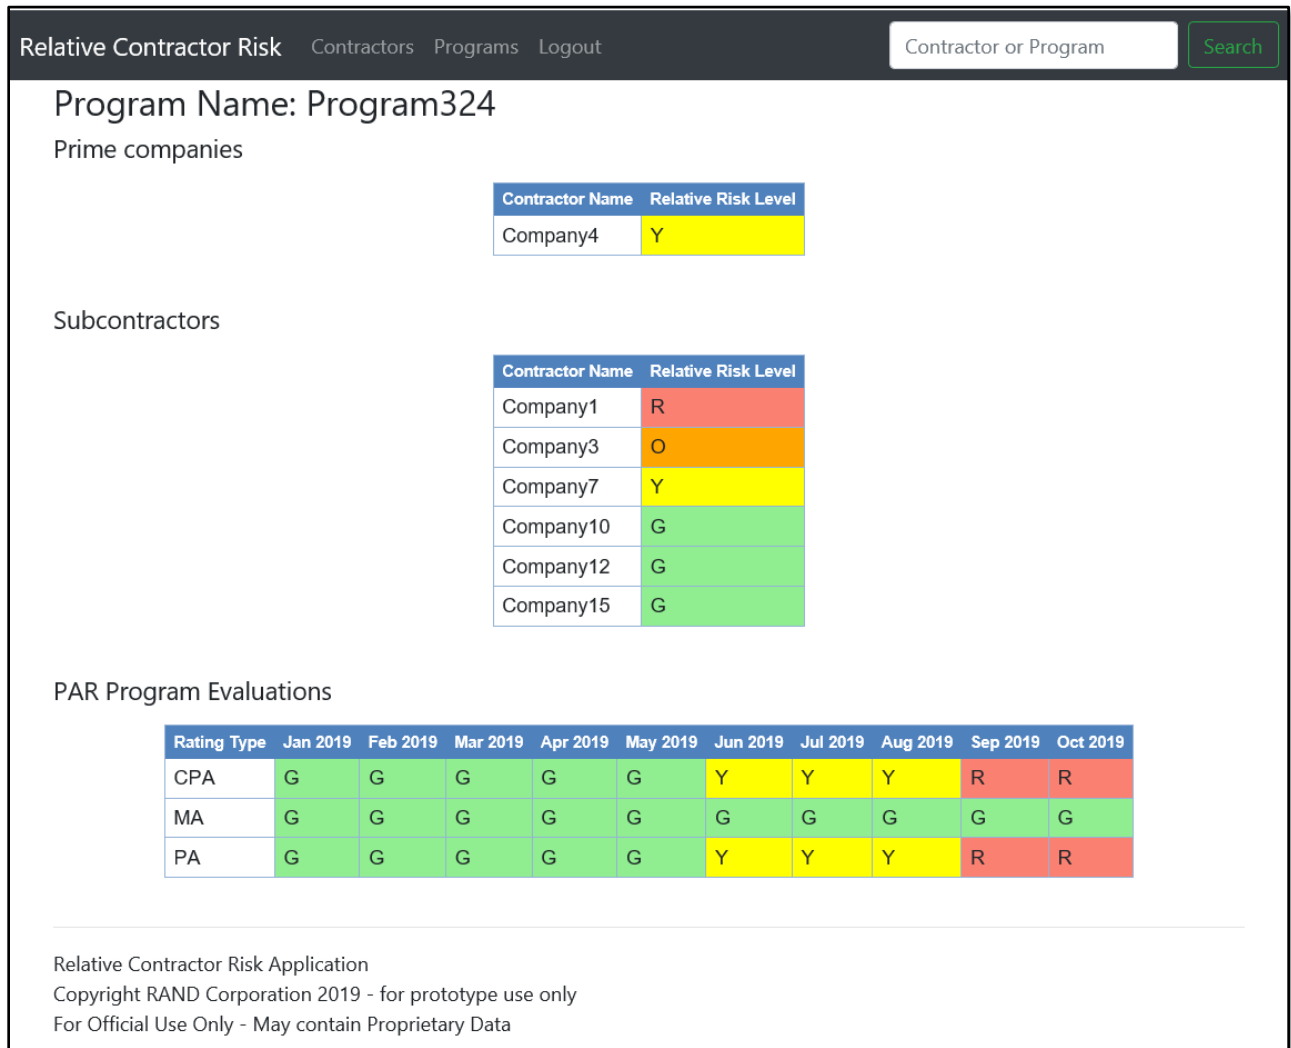 Relative Contractor Risk Contractors Programs Logout Contractor or Program Search
Program Name: Program324
Prime companies
Contractor Name Relative Risk Level
Company4 Y
Subcontractors
Contractor Name Relative Risk Level
Company1 R
Company3 O
Company7 Y
Company10 G
Company12 G
Company15 G
PAR Program Evaluations
Rating Type Jan 2019 Feb 2019 Mar 2019 Apr 2019 May 2019 Jun 2019 Jul 2019 Aug 2019 Sep 2019 Oct 2019
CPA G G G G G Y Y Y R R
MA G G G G G G G G G G
PA G G G G G Y Y Y R R
Relative Contractor Risk Application
Copyright RAND Corporation 2019 - for prototype use only
For Official Use Only - May contain Proprietary Data